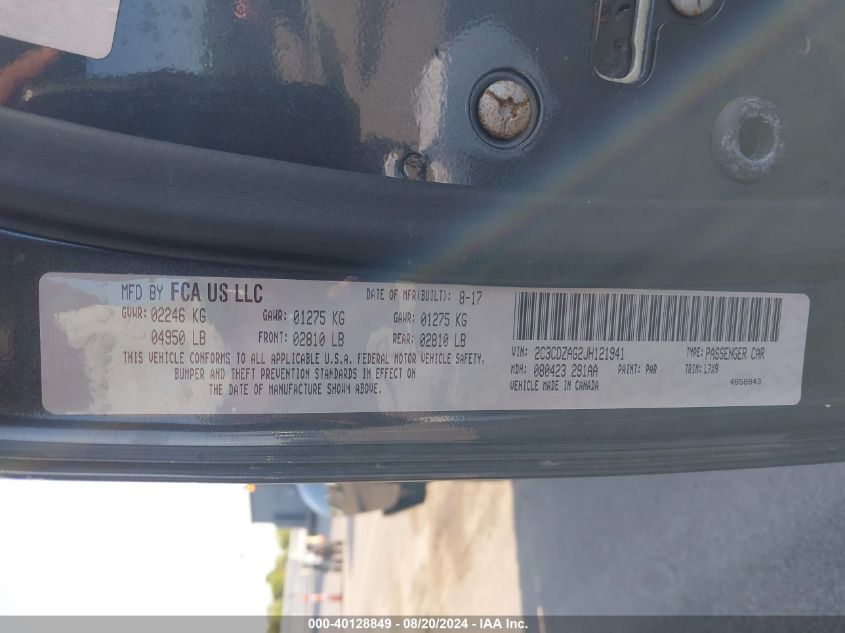 MFD BY FCA US LLC DATE OF MFR(BUILT): 8-17
GVWR: 02246 KG GAWR: 01275 KG GAWR: 01275 KG
04950 LB FRONT: 02810 LB REAR: 02810 LB
THIS VEHICLE CONFORMS TO ALL APPLICABLE U.S.A. FEDERAL MOTOR VEHICLE SAFETY,
BUMPER AND THEFT PREVENTION STANDARDS IN EFFECT ON
THE DATE OF MANUFACTURE SHOWN ABOVE.
VIN: 2C3CDZAG2JH121941 TYPE: PASSENGER CAR
MDH: 080423 291AA PAINT: PAR TRIM: L7X9
VEHICLE MADE IN CANADA 4658943
000-40128849 / 08/20/2024 - IAA Inc.